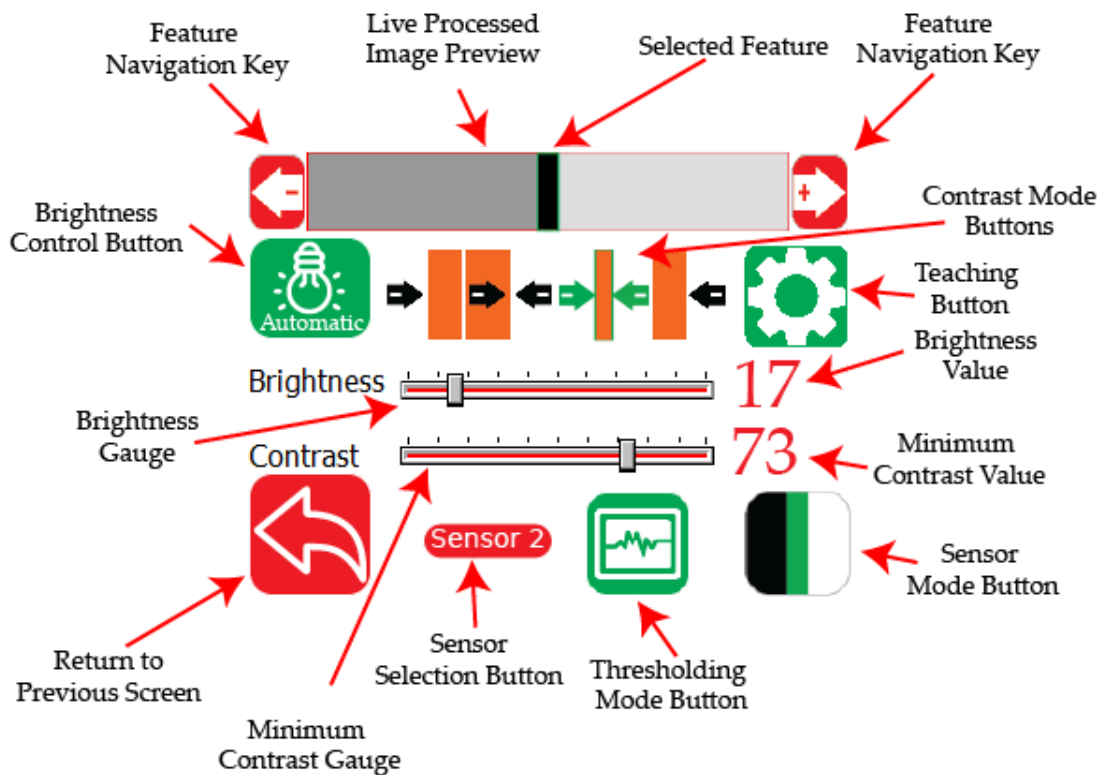 Feature
Navigation Key
Live Processed
Image Preview
Selected Feature
Feature
Navigation Key
-
+
Brightness
Control Button
Contrast Mode
Buttons
Automatic
Teaching
Button
Brightness
17
Brightness
Value
Brightness
Gauge
Contrast
73
Minimum
Contrast Value
Sensor 2
Sensor
Mode Button
Return to
Previous Screen
Sensor
Selection Button
Thresholding
Mode Button
Minimum
Contrast Gauge